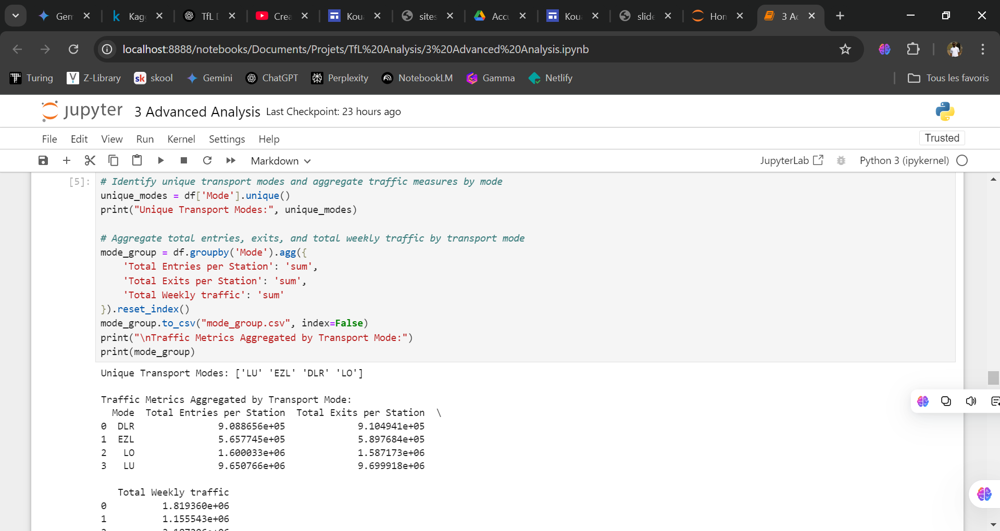 Gen
Kag
TfL D
Crea
Kou
sites
Accu
Kou
slide
Hom
3 Ad
localhost:8888/notebooks/Documents/Projets/TfL%20Analysis/3%20Advanced%20Analysis.ipynb
Turing
Z-Library
sk skool
Gemini
ChatGPT
Perplexity
NotebookLM
Gamma
Netlify
Tous les favoris
jupyter 3 Advanced Analysis Last Checkpoint: 23 hours ago
File Edit View Run Kernel Settings Help Trusted
Markdown JupyterLab Python 3 (ipykernel)
[5]: # Identify unique transport modes and aggregate traffic measures by mode
unique_modes = df['Mode'].unique()
print("Unique Transport Modes:", unique_modes)
# Aggregate total entries, exits, and total weekly traffic by transport mode
mode_group = df.groupby('Mode').agg({
'Total Entries per Station': 'sum',
'Total Exits per Station': 'sum',
'Total Weekly traffic': 'sum'
}).reset_index()
mode_group.to_csv("mode_group.csv", index=False)
print("\nTraffic Metrics Aggregated by Transport Mode:")
print(mode_group)
Unique Transport Modes: ['LU' 'EZL' 'DLR' 'LO']
Traffic Metrics Aggregated by Transport Mode:
Mode Total Entries per Station Total Exits per Station \
0 DLR 9.088656e+05 9.104941e+05
1 EZL 5.657745e+05 5.897684e+05
2 LO 1.600033e+06 1.587173e+06
3 LU 9.650766e+06 9.699918e+06
Total Weekly traffic
0 1.819360e+06
1 1.155543e+06
2 3.187206e+06